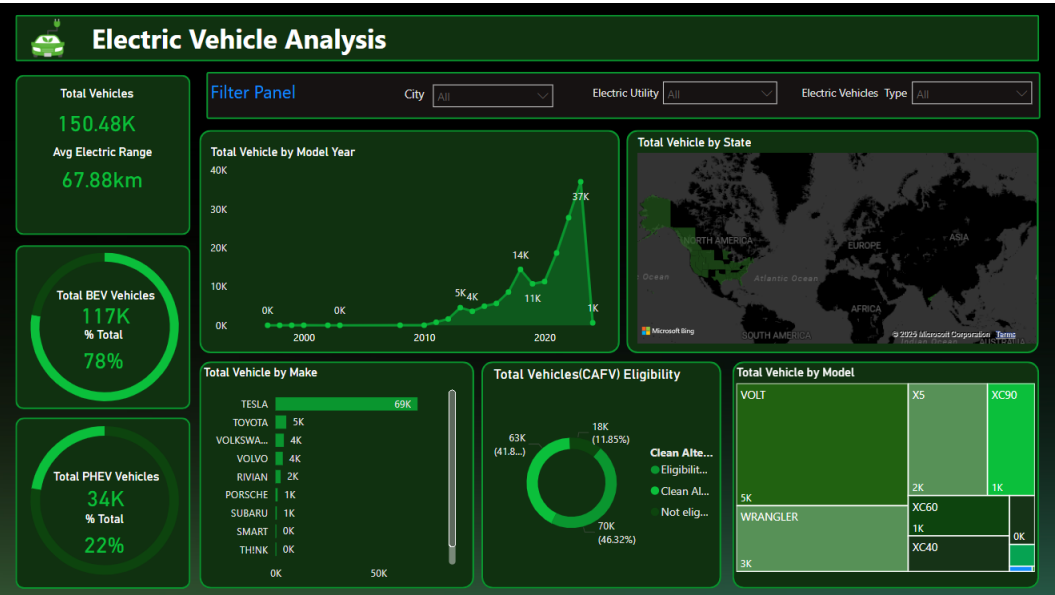 Electric Vehicle Analysis
Total Vehicles
150.48K
Avg Electric Range
67.88km
Filter Panel
City
All
Electric Utility
All
Electric Vehicles Type
All
Total BEV Vehicles
117K
% Total
78%
Total PHEV Vehicles
34K
% Total
22%
Total Vehicle by Model Year
40K
30K
20K
10K
0K
0K
0K
5K
4K
14K
11K
37K
1K
2000
2010
2020
Total Vehicle by State
NORTH AMERICA
EUROPE
ASIA
Ocean
Atlantic Ocean
AFRICA
SOUTH AMERICA
Indian Ocean
AUSTRALIA
Microsoft Bing
© 2025 Microsoft Corporation Terms
Total Vehicle by Make
TESLA 69K
TOYOTA 5K
VOLKSWA... 4K
VOLVO 4K
RIVIAN 2K
PORSCHE 1K
SUBARU 1K
SMART 0K
TH!NK 0K
0K 50K
Total Vehicles(CAFV) Eligibility
63K
(41.8...)
18K
(11.85%)
70K
(46.32%)
Clean Alte...
Eligibilit...
Clean Al...
Not elig...
Total Vehicle by Model
VOLT
5K
WRANGLER
3K
X5
2K
XC90
1K
XC60
1K
XC40
0K